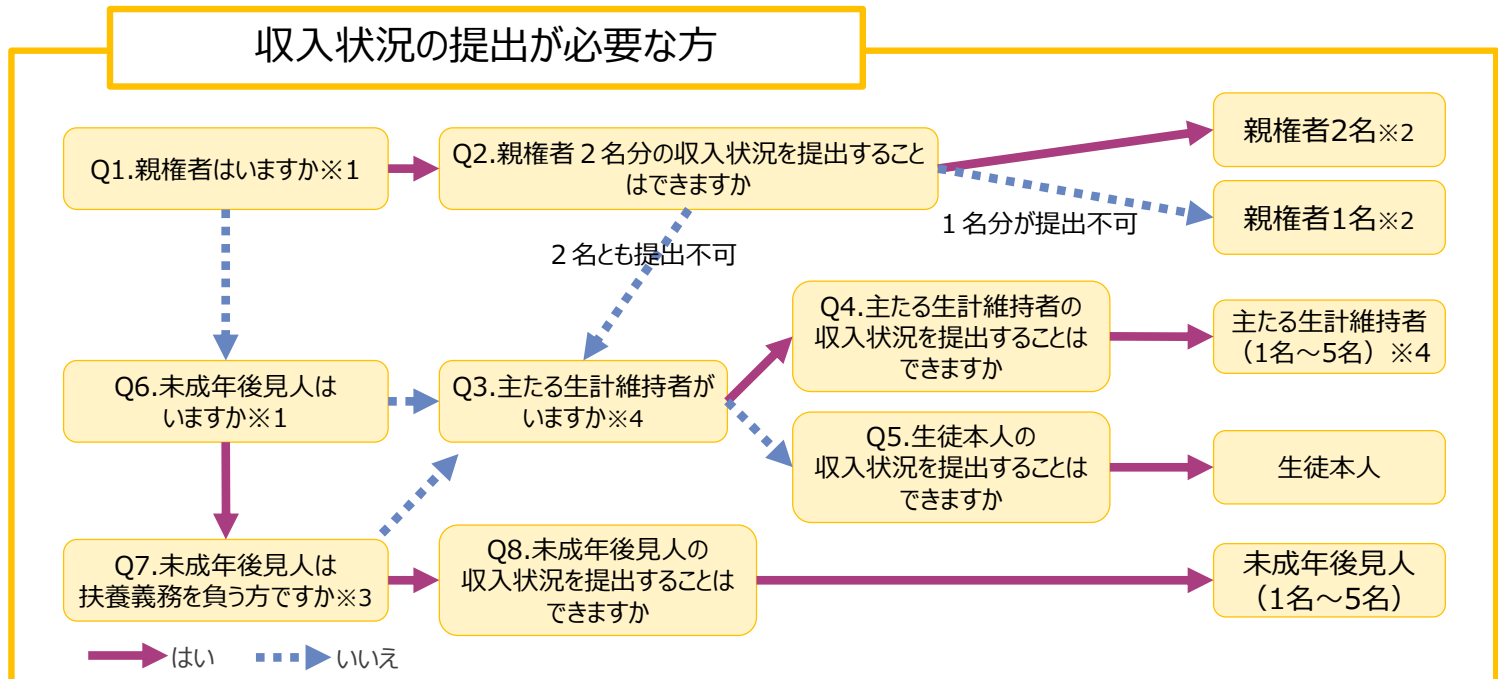 収入状況の提出が必要な方
Q1.親権者はいますか※1
Q2.親権者２名分の収入状況を提出すること
はできますか
親権者2名※2
親権者1名※2
１名分が提出不可
２名とも提出不可
Q6.未成年後見人は
いますか※1
Q3.主たる生計維持者が
いますか※4
Q4.主たる生計維持者の
収入状況を提出することは
できますか
主たる生計維持者
（1名～5名）※4
Q5.生徒本人の
収入状況を提出することは
できますか
生徒本人
Q7.未成年後見人は
扶養義務を負う方ですか※3
Q8.未成年後見人の
収入状況を提出することは
できますか
未成年後見人
（1名～5名）
はい
いいえ